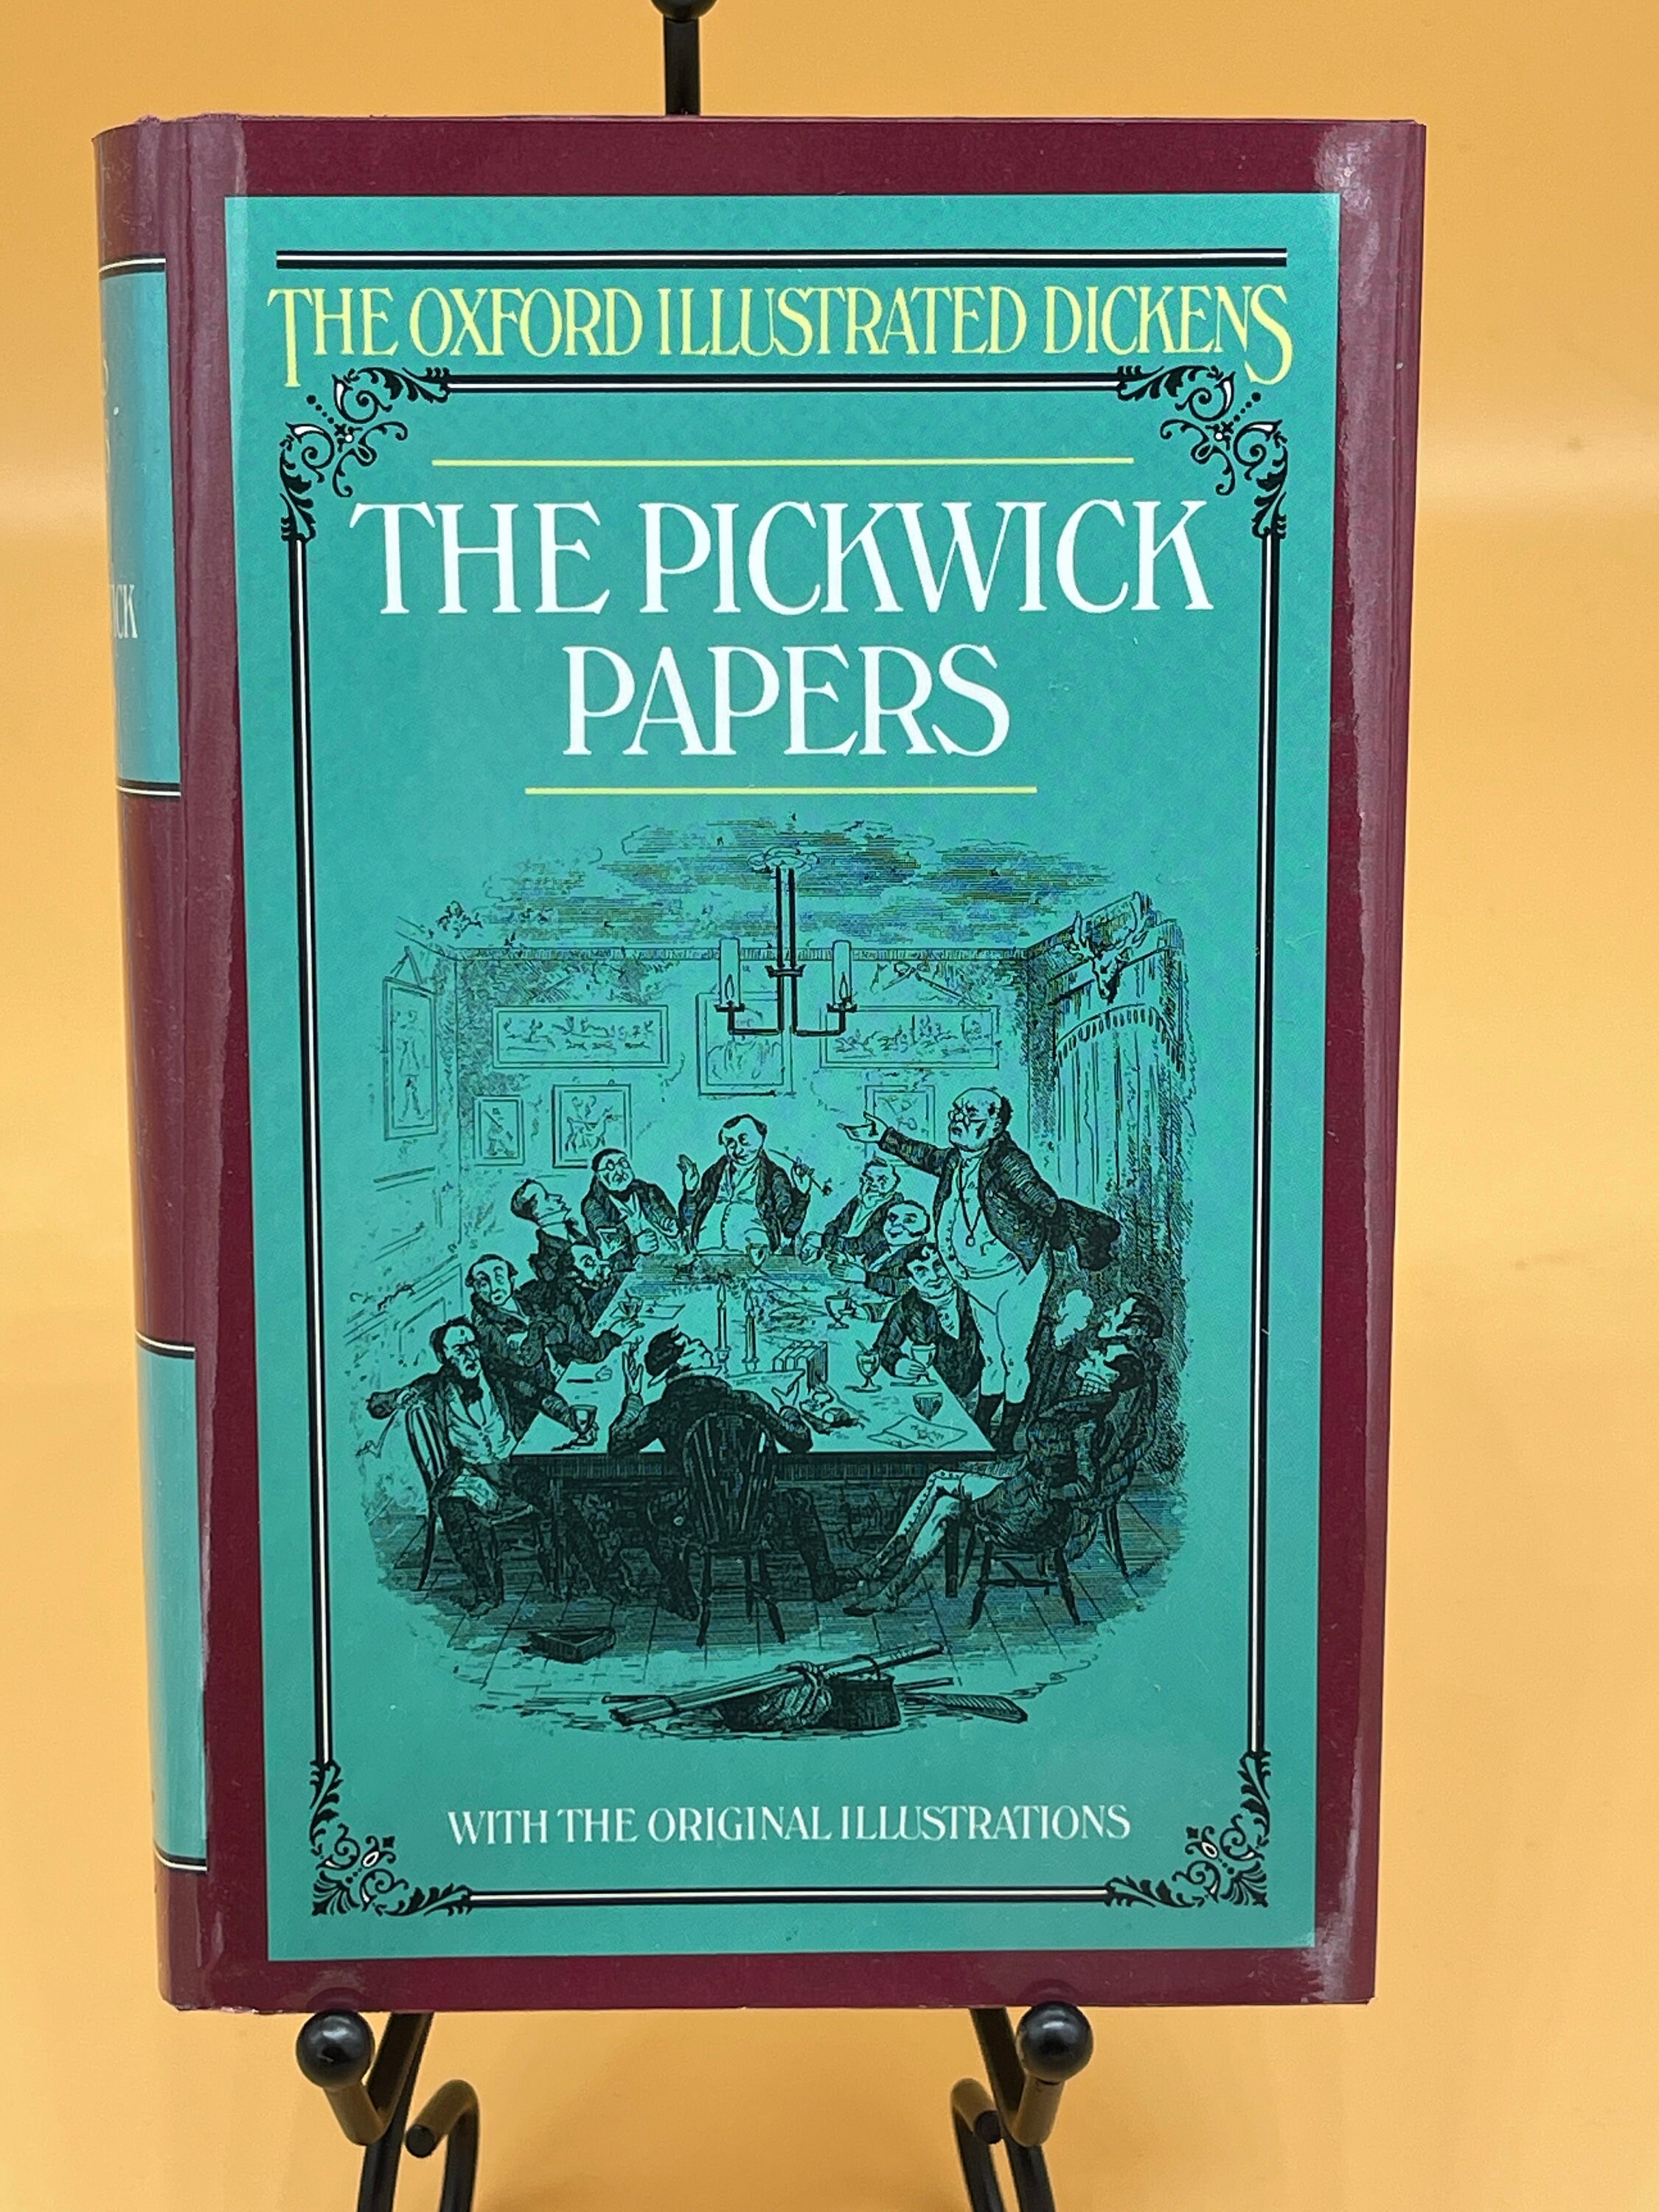 THE OXFORD ILLUSTRATED DICKENS
THE PICKWICK
PAPERS
WITH THE ORIGINAL ILLUSTRATIONS